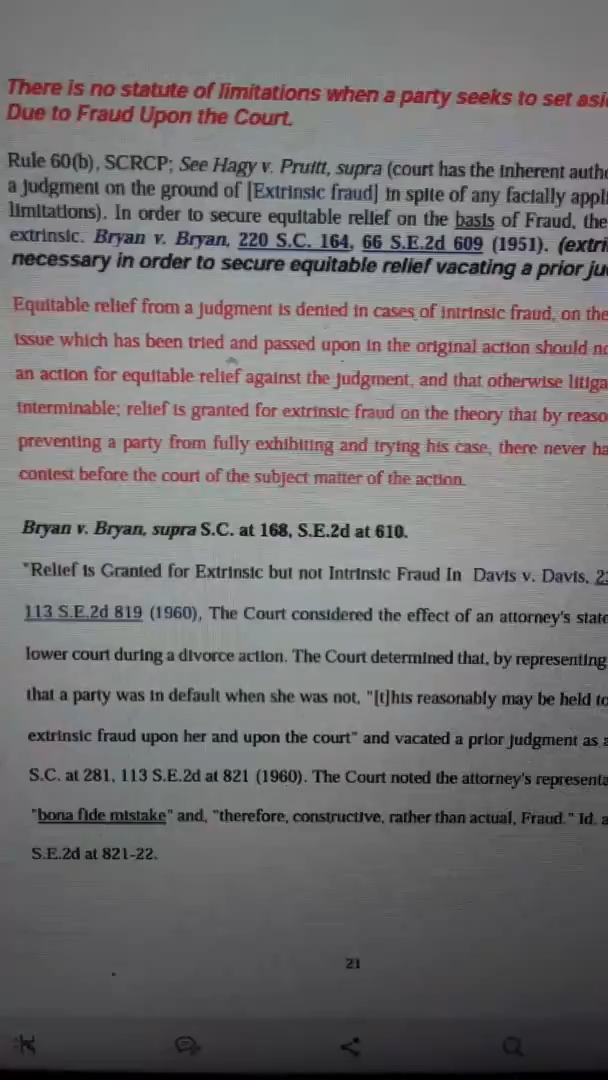 There is no statute of limitations when a party seeks to set asi
Due to Fraud Upon the Court.
Rule 60(b), SCRCP; See Hagy v. Pruitt, supra (court has the inherent autho
a judgment on the ground of [Extrinsic fraud] in spite of any facially appli
limitations). In order to secure equitable relief on the basis of Fraud, the
extrinsic. Bryan v. Bryan, 220 S.C. 164, 66 S.E.2d 609 (1951). (extri
necessary in order to secure equitable relief vacating a prior ju
Equitable relief from a judgment is denied in cases of intrinsic fraud, on the
issue which has been tried and passed upon in the original action should no
an action for equitable relief against the judgment, and that otherwise litiga
interminable; relief is granted for extrinsic fraud on the theory that by reaso
preventing a party from fully exhibiting and trying his case, there never ha
contest before the court of the subject matter of the action.
Bryan v. Bryan, supra S.C. at 168, S.E.2d at 610.
"Relief is Granted for Extrinsic but not Intrinsic Fraud In Davis v. Davis, 23
113 S.E.2d 819 (1960), The Court considered the effect of an attorney's state
lower court during a divorce action. The Court determined that, by representing
that a party was in default when she was not, "[t]his reasonably may be held to
extrinsic fraud upon her and upon the court" and vacated a prior judgment as a
S.C. at 281, 113 S.E.2d at 821 (1960). The Court noted the attorney's representa
"bona fide mistake" and, "therefore, constructive, rather than actual, Fraud." Id. a
S.E.2d at 821-22.
21